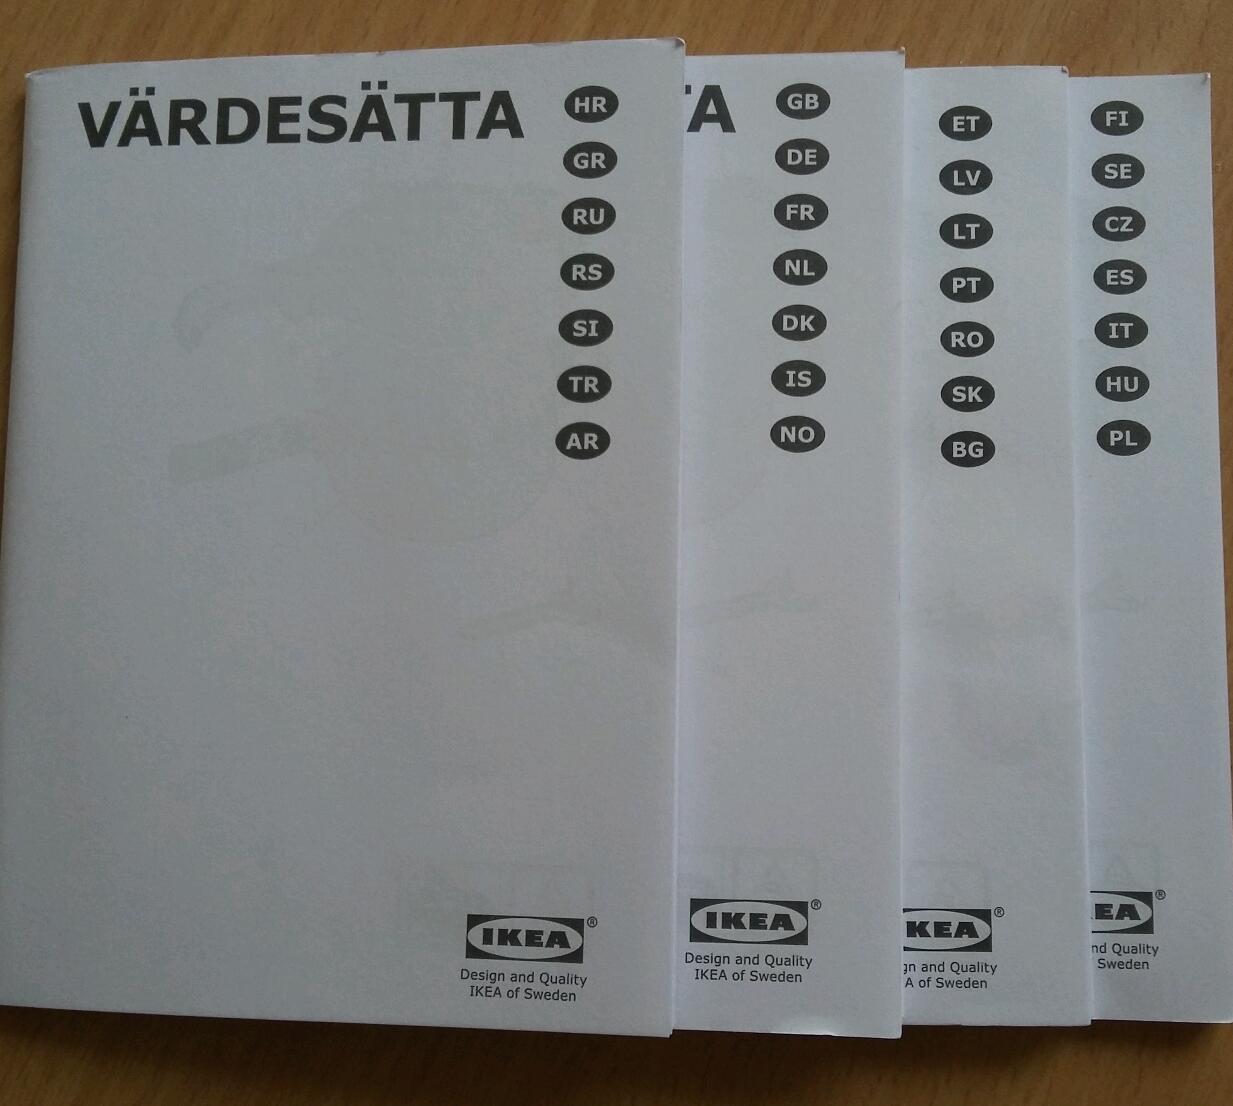 VÄRDESÄTTA
HR
GR
RU
RS
SI
TR
AR
IKEA®
Design and Quality
IKEA of Sweden
TA
GB
DE
FR
NL
DK
IS
NO
IKEA®
Design and Quality
IKEA of Sweden
ET
LV
LT
PT
RO
SK
BG
KEA®
gn and Quality
A of Sweden
FI
SE
CZ
ES
IT
HU
PL
EA®
nd Quality
Sweden